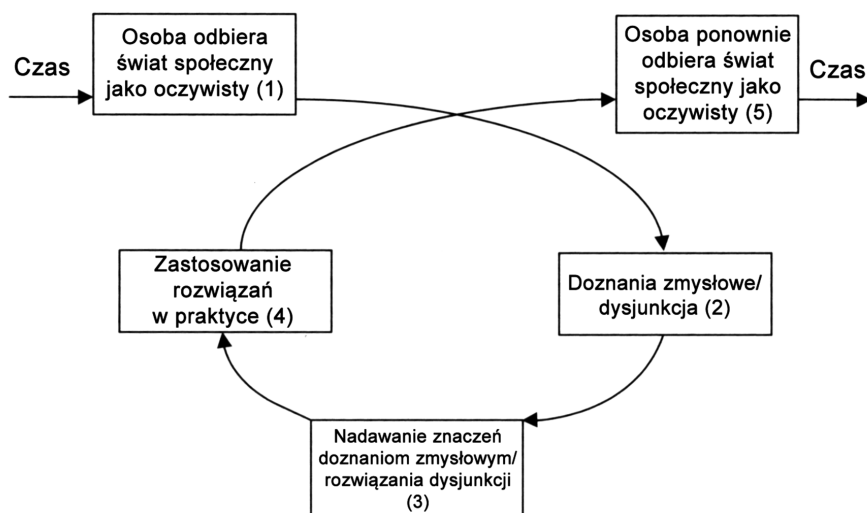 Czas
Osoba odbiera
świat społeczny
jako oczywisty (1)
Osoba ponownie
odbiera świat
społeczny jako
oczywisty (5)
Czas
Zastosowanie
rozwiązań
w praktyce (4)
Doznania zmysłowe/
dysjunkcja (2)
Nadawanie znaczeń
doznaniom zmysłowym/
rozwiązania dysjunkcji
(3)